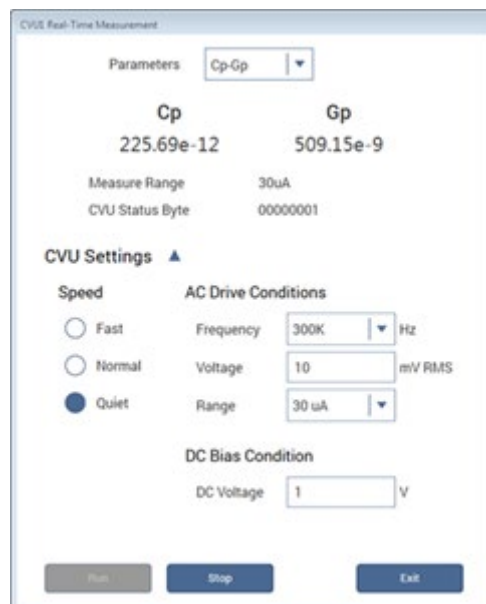 CVU1 Real-Time Measurement
Parameters Cp-Gp
Cp Gp
225.69e-12 509.15e-9
Measure Range 30uA
CVU Status Byte 00000001
CVU Settings
Speed AC Drive Conditions
Fast Frequency 300K Hz
Normal Voltage 10 mV RMS
Quiet Range 30 uA
DC Bias Condition
DC Voltage 1 V
Run Stop Exit